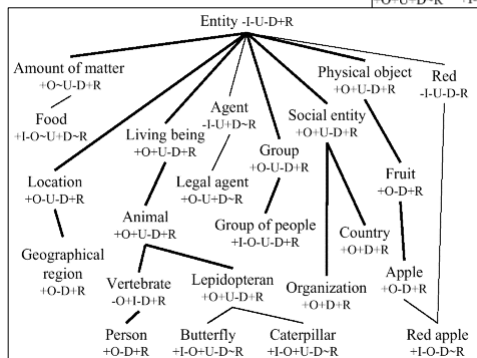 +O+U+D~R +I-
Entity -I-U-D+R
Amount of matter
+O~U-D+R
Physical object
+O+U-D+R
Red
-I-U-D-R
Food
+I-O~U+D~R
Agent
-I-U+D~R
Living being
+O+U-D+R
Social entity
+O+U-D+R
Group
+O-U-D+R
Location
+O-U-D+R
Legal agent
+O-U+D~R
Fruit
+O-D+R
Animal
+O+U-D+R
Group of people
+I-O-U-D+R
Country
+O+D+R
Geographical
region
+O-D+R
Vertebrate
-O+I-D+R
Lepidopteran
+O+U-D+R
Organization
+O+D+R
Apple
+O-D+R
Person
+O-D+R
Butterfly
+I-O+U-D~R
Caterpillar
+I-O+U-D~R
Red apple
+I-O-D~R